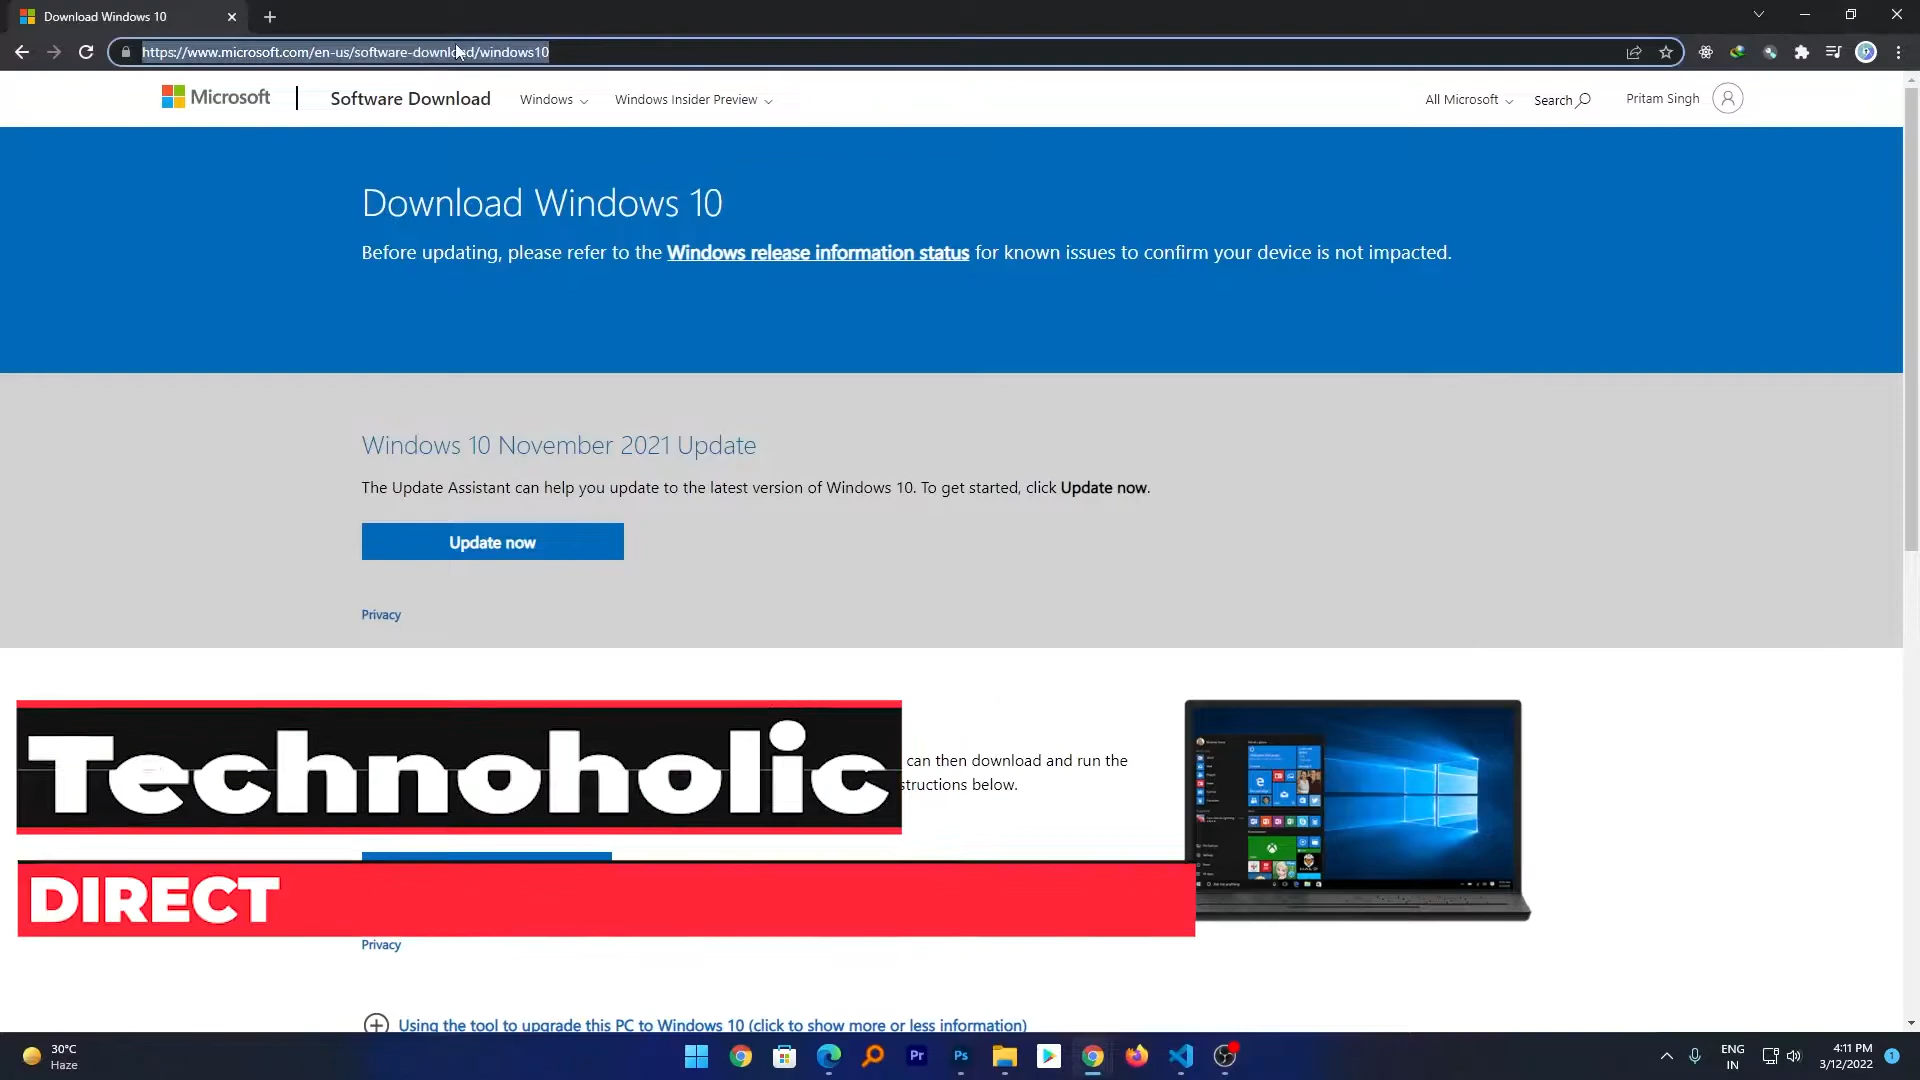 Download Windows 10
https://www.microsoft.com/en-us/software-download/windows10
Microsoft
Software Download
Windows
Windows Insider Preview
All Microsoft
Search
Pritam Singh
Download Windows 10
Before updating, please refer to the Windows release information status for known issues to confirm your device is not impacted.
Windows 10 November 2021 Update
The Update Assistant can help you update to the latest version of Windows 10. To get started, click Update now.
Update now
Privacy
Technoholic
can then download and run the
structions below.
DIRECT
Privacy
Using the tool to upgrade this PC to Windows 10 (click to show more or less information)
30°C
Haze
Pr
Ps
ENG
IN
4:11 PM
3/12/2022
1